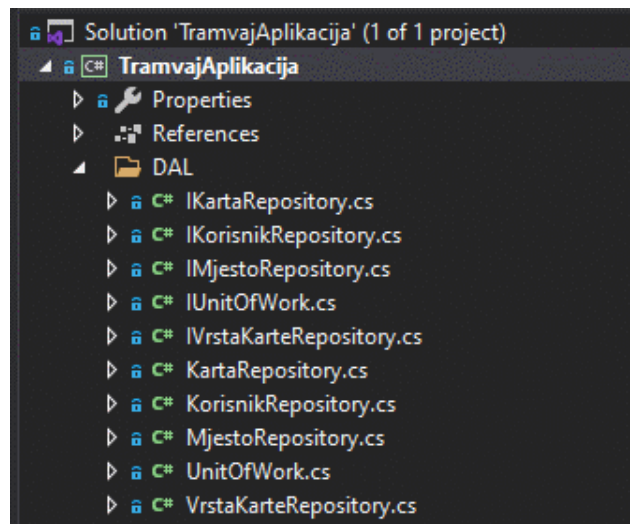 Solution 'TramvajAplikacija' (1 of 1 project)
C# TramvajAplikacija
Properties
References
DAL
C# IKartaRepository.cs
C# IKorisnikRepository.cs
C# IMjestoRepository.cs
C# IUnitOfWork.cs
C# IVrstaKarteRepository.cs
C# KartaRepository.cs
C# KorisnikRepository.cs
C# MjestoRepository.cs
C# UnitOfWork.cs
C# VrstaKarteRepository.cs